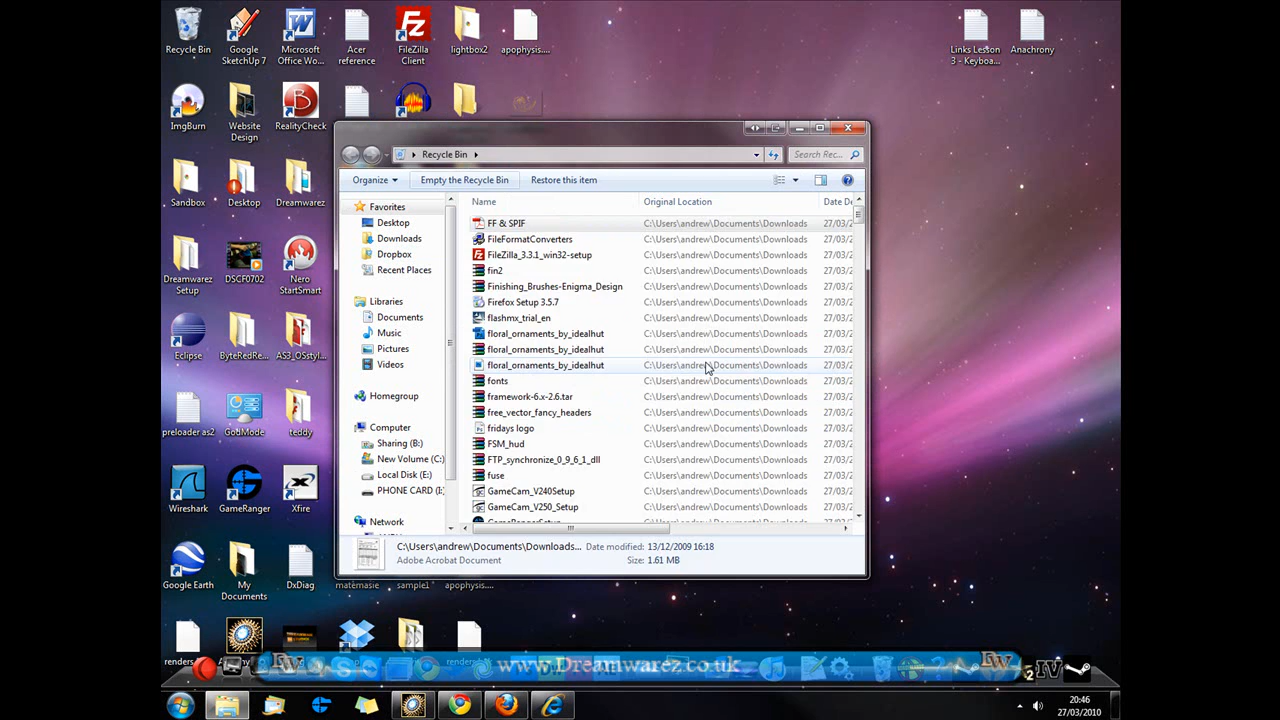 Recycle Bin
Google SketchUp 7
Microsoft Office Wo...
Acer reference
FileZilla Client
lightbox2
apophysis....
Links Lesson 3 - Keyboa...
Anachrony
ImgBurn
Website Design
RealityCheck
Sandbox
Desktop
Dreamwarez
Dreamwarez Setup
DSCF0702
Nero StartSmart
Eclipse
ByteRedRe...
AS3_OSstyl...
preloader as2
GodMode
teddy
Wireshark
GameRanger
Xfire
Google Earth
My Documents
DxDiag
matemasie
sample1
apophysis....
Recycle Bin
Search Rec...
Organize
Empty the Recycle Bin
Restore this item
Favorites
Desktop
Downloads
Dropbox
Recent Places
Libraries
Documents
Music
Pictures
Videos
Homegroup
Computer
Sharing (B:)
New Volume (C:)
Local Disk (E:)
PHONE CARD (I:
Network
Name Original Location Date De
FF & SPIF C:\Users\andrew\Documents\Downloads 27/03/2
FileFormatConverters C:\Users\andrew\Documents\Downloads 27/03/2
FileZilla_3.3.1_win32-setup C:\Users\andrew\Documents\Downloads 27/03/2
fin2 C:\Users\andrew\Documents\Downloads 27/03/2
Finishing_Brushes-Enigma_Design C:\Users\andrew\Documents\Downloads 27/03/2
Firefox Setup 3.5.7 C:\Users\andrew\Documents\Downloads 27/03/2
flashmx_trial_en C:\Users\andrew\Documents\Downloads 27/03/2
floral_ornaments_by_idealhut C:\Users\andrew\Documents\Downloads 27/03/2
floral_ornaments_by_idealhut C:\Users\andrew\Documents\Downloads 27/03/2
floral_ornaments_by_idealhut C:\Users\andrew\Documents\Downloads 27/03/2
fonts C:\Users\andrew\Documents\Downloads 27/03/2
framework-6.x-2.6.tar C:\Users\andrew\Documents\Downloads 27/03/2
free_vector_fancy_headers C:\Users\andrew\Documents\Downloads 27/03/2
fridays logo C:\Users\andrew\Documents\Downloads 27/03/2
FSM_hud C:\Users\andrew\Documents\Downloads 27/03/2
FTP_synchronize_0_9_6_1_dll C:\Users\andrew\Documents\Downloads 27/03/2
fuse C:\Users\andrew\Documents\Downloads 27/03/2
GameCam_V240Setup C:\Users\andrew\Documents\Downloads 27/03/2
GameCam_V250_Setup C:\Users\andrew\Documents\Downloads 27/03/2
C:\Users\andrew\Documents\Downloads... Date modified: 13/12/2009 16:18
Adobe Acrobat Document Size: 1.61 MB
www.Dreamwarez.co.uk
20:46
27/03/2010